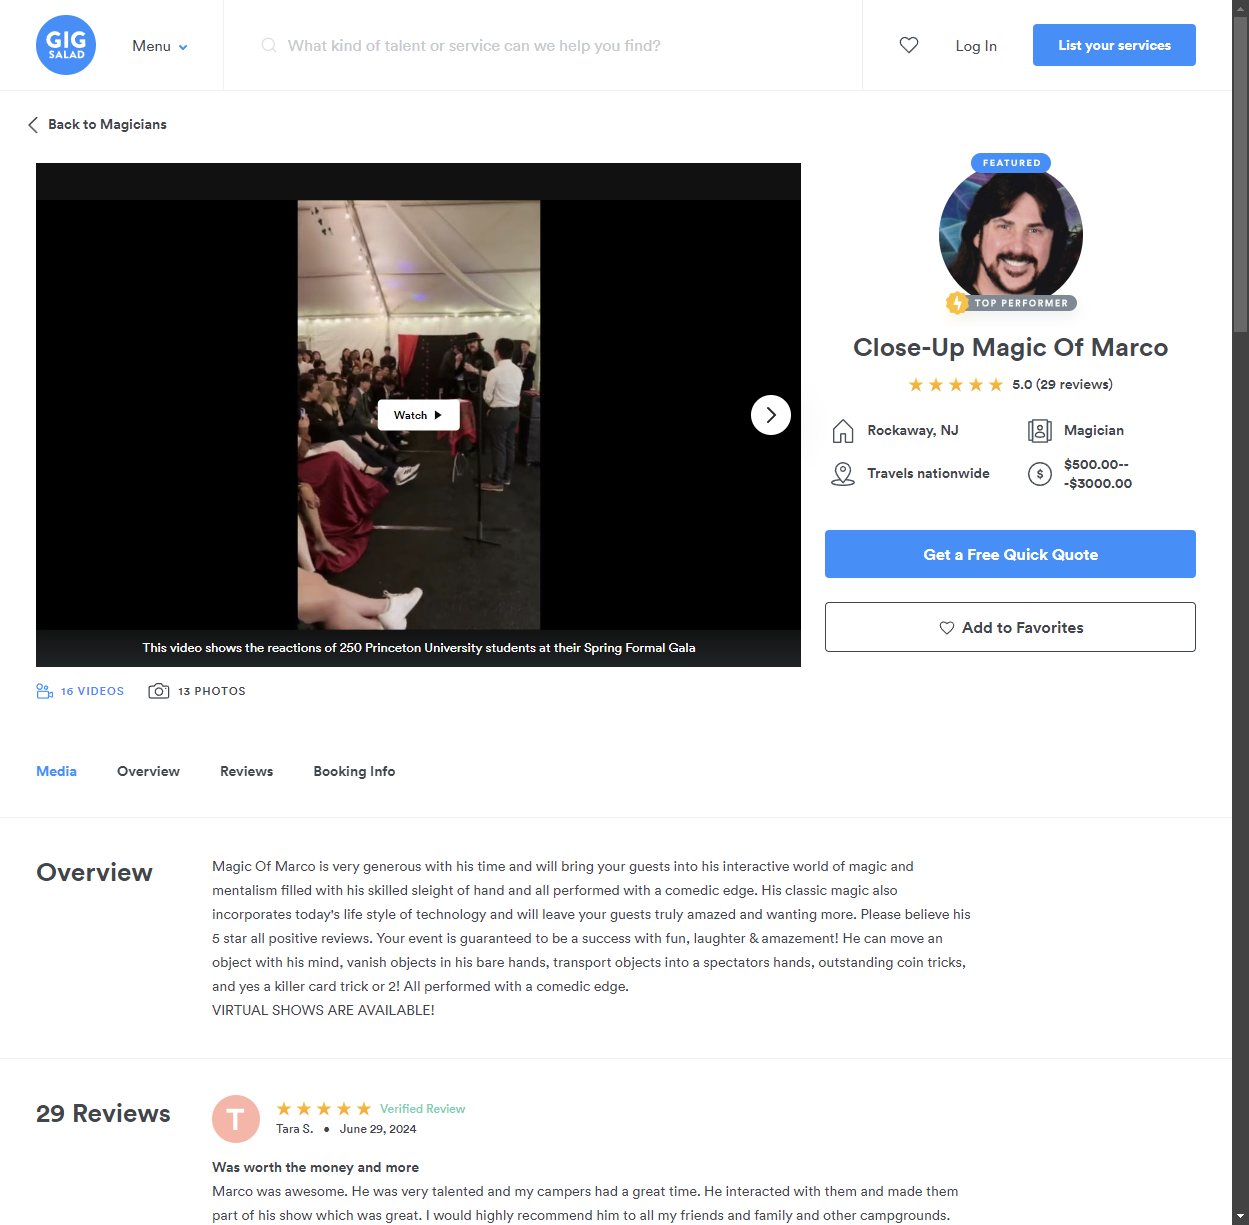 GIG
SALAD
Menu
What kind of talent or service can we help you find?
Log In
List your services
Back to Magicians
FEATURED
TOP PERFORMER
Watch
This video shows the reactions of 250 Princeton University students at their Spring Formal Gala
16 VIDEOS
13 PHOTOS
Close-Up Magic Of Marco
5.0 (29 reviews)
Rockaway, NJ
Magician
Travels nationwide
$
$500.00--
-$3000.00
Get a Free Quick Quote
Add to Favorites
Media
Overview
Reviews
Booking Info
Overview
Magic Of Marco is very generous with his time and will bring your guests into his interactive world of magic and
mentalism filled with his skilled sleight of hand and all performed with a comedic edge. His classic magic also
incorporates today's life style of technology and will leave your guests truly amazed and wanting more. Please believe his
5 star all positive reviews. Your event is guaranteed to be a success with fun, laughter & amazement! He can move an
object with his mind, vanish objects in his bare hands, transport objects into a spectators hands, outstanding coin tricks,
and yes a killer card trick or 2! All performed with a comedic edge.
VIRTUAL SHOWS ARE AVAILABLE!
29 Reviews
T
Verified Review
Tara S. • June 29, 2024
Was worth the money and more
Marco was awesome. He was very talented and my campers had a great time. He interacted with them and made them
part of his show which was great. I would highly recommend him to all my friends and family and other campgrounds.